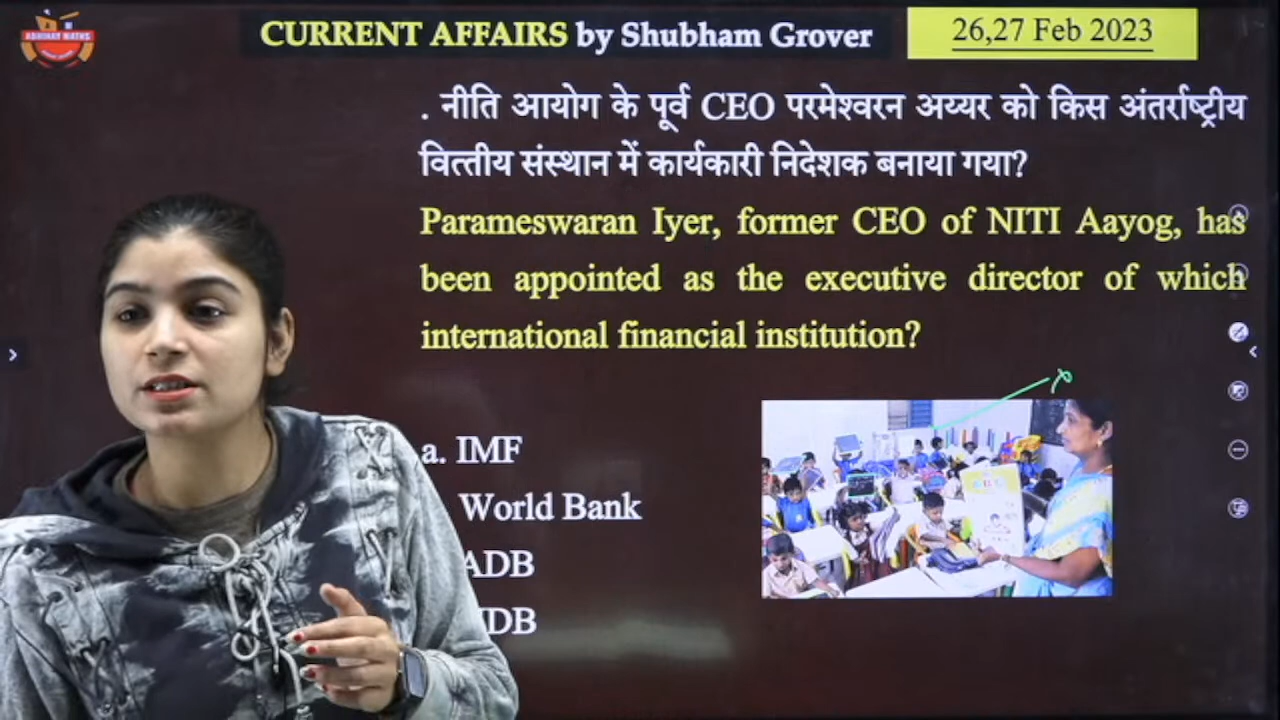 ABHINAY MATHS
CURRENT AFFAIRS by Shubham Grover
26,27 Feb 2023
. नीति आयोग के पूर्व CEO परमेश्वरन अय्यर को किस अंतर्राष्ट्रीय
वित्तीय संस्थान में कार्यकारी निदेशक बनाया गया?
Parameswaran Iyer, former CEO of NITI Aayog, has
been appointed as the executive director of which
international financial institution?
a. IMF
World Bank
ADB
DB